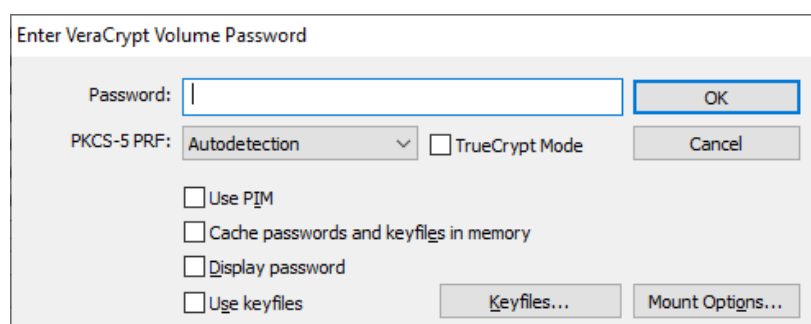 Enter VeraCrypt Volume Password
Password: OK
PKCS-5 PRF: Autodetection TrueCrypt Mode Cancel
Use PIM
Cache passwords and keyfiles in memory
Display password
Use keyfiles Keyfiles... Mount Options...